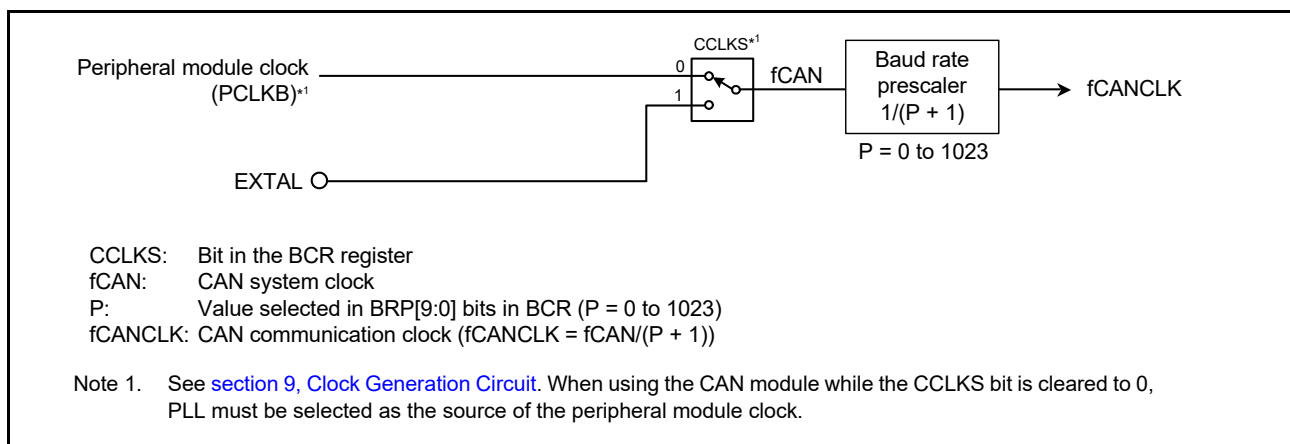 CCLKS*1
Peripheral module clock
(PCLKB)*1
0
1
fCAN
Baud rate
prescaler
1/(P + 1)
fCANCLK
P = 0 to 1023
EXTAL
CCLKS: Bit in the BCR register
fCAN: CAN system clock
P: Value selected in BRP[9:0] bits in BCR (P = 0 to 1023)
fCANCLK: CAN communication clock (fCANCLK = fCAN/(P + 1))
Note 1. See section 9, Clock Generation Circuit. When using the CAN module while the CCLKS bit is cleared to 0,
PLL must be selected as the source of the peripheral module clock.